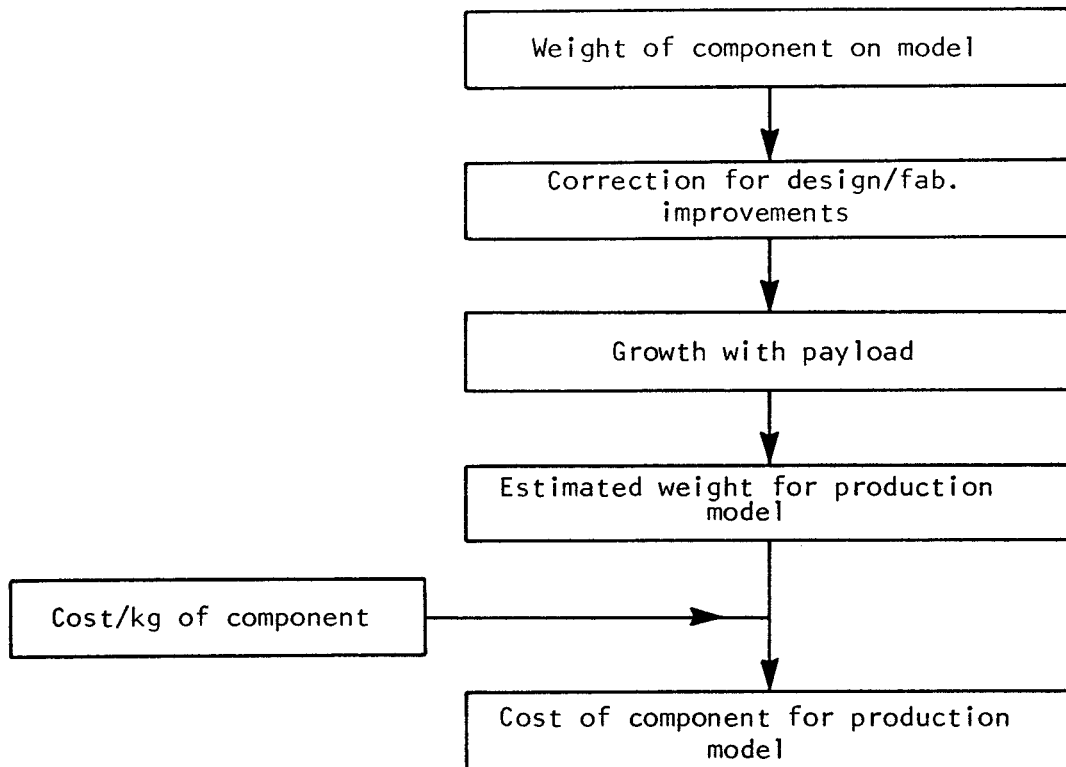 Weight of component on model
Correction for design/fab.
improvements
Growth with payload
Estimated weight for production
model
Cost/kg of component
Cost of component for production
model